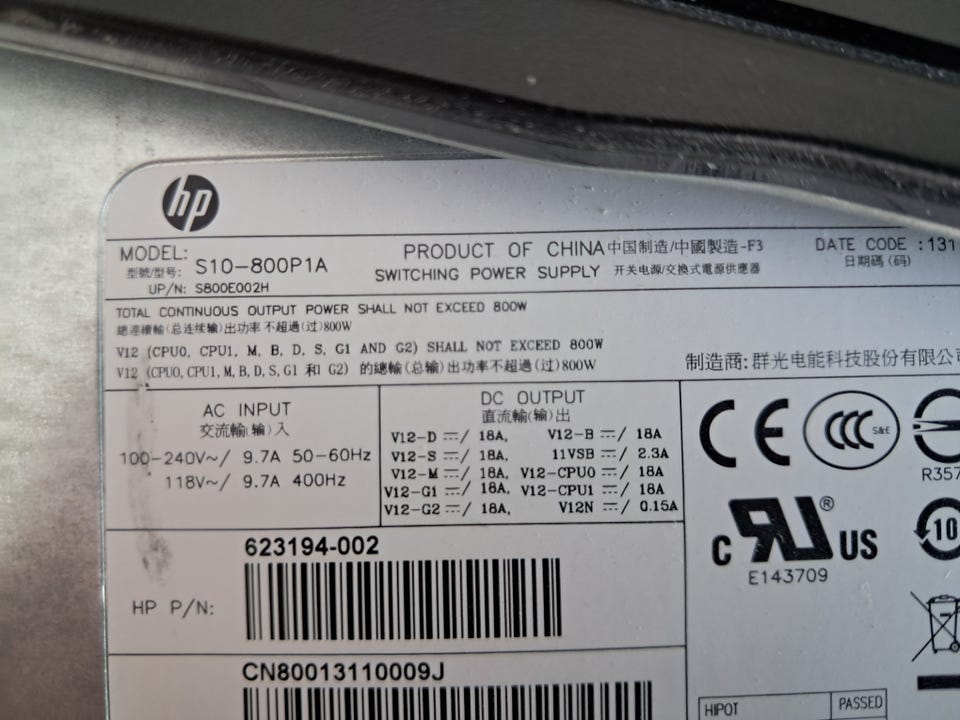 hp
MODEL:
型號/型号: S10-800P1A
UP/N: S800E002H
PRODUCT OF CHINA 中国制造/中國製造-F3
SWITCHING POWER SUPPLY 开关电源/交換式電源供應器
DATE CODE :131
日期碼(码)
TOTAL CONTINUOUS OUTPUT POWER SHALL NOT EXCEED 800W
總連續輸(总连续输)出功率不超過(过)800W
V12 (CPU0, CPU1, M, B, D, S, G1 AND G2) SHALL NOT EXCEED 800W
V12 (CPU0, CPU1, M, B, D, S, G1 和 G2) 的總輸(总输)出功率不超過(过)800W
制造商: 群光电能科技股份有限公
AC INPUT
交流輸(输)入
100-240V~/ 9.7A 50-60Hz
118V~/ 9.7A 400Hz
DC OUTPUT
直流輸(输)出
V12-D ⎓/ 18A, V12-B ⎓/ 18A
V12-S ⎓/ 18A, 11VSB ⎓/ 2.3A
V12-M ⎓/ 18A, V12-CPU0 ⎓/ 18A
V12-G1 ⎓/ 18A, V12-CPU1 ⎓/ 18A
V12-G2 ⎓/ 18A, V12N ⎓/ 0.15A
CE
CCC S&E
R357
c RU ® US
E143709
10
623194-002
HP P/N:
CN80013110009J
HIPOT PASSED